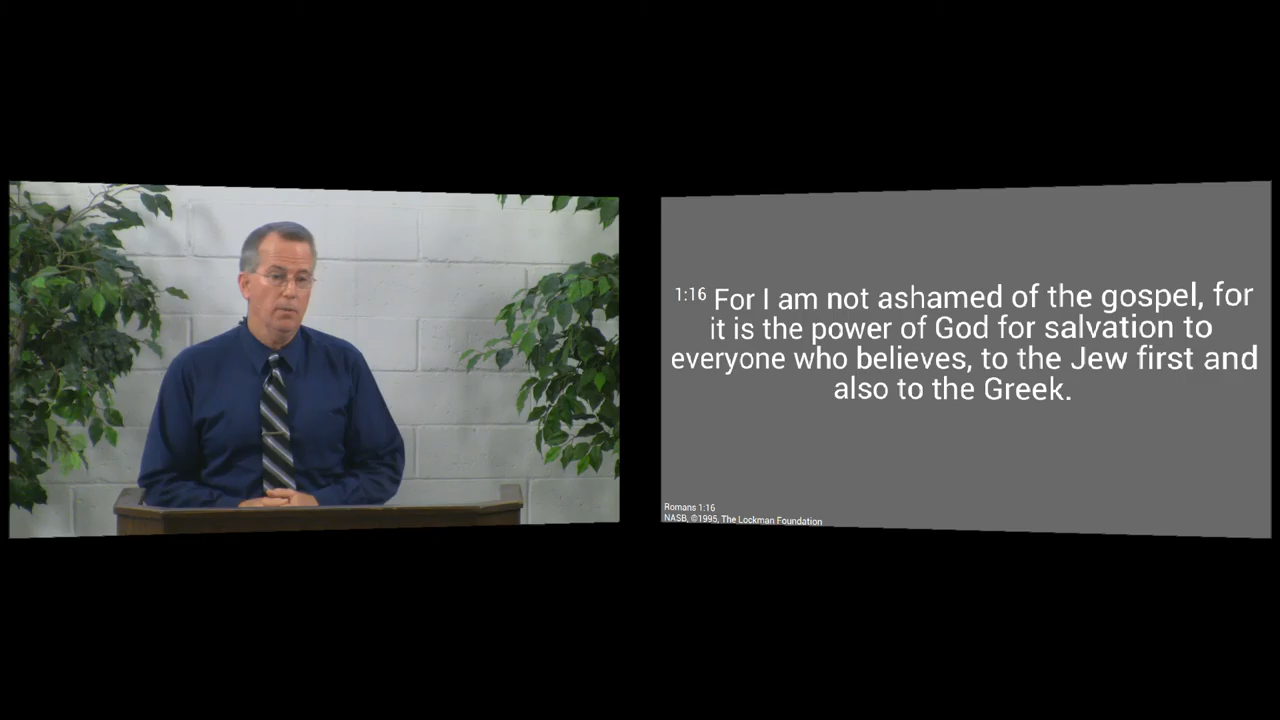 1:16 For I am not ashamed of the gospel, for
it is the power of God for salvation to
everyone who believes, to the Jew first and
also to the Greek.
Romans 1:16
NASB, ©1995, The Lockman Foundation